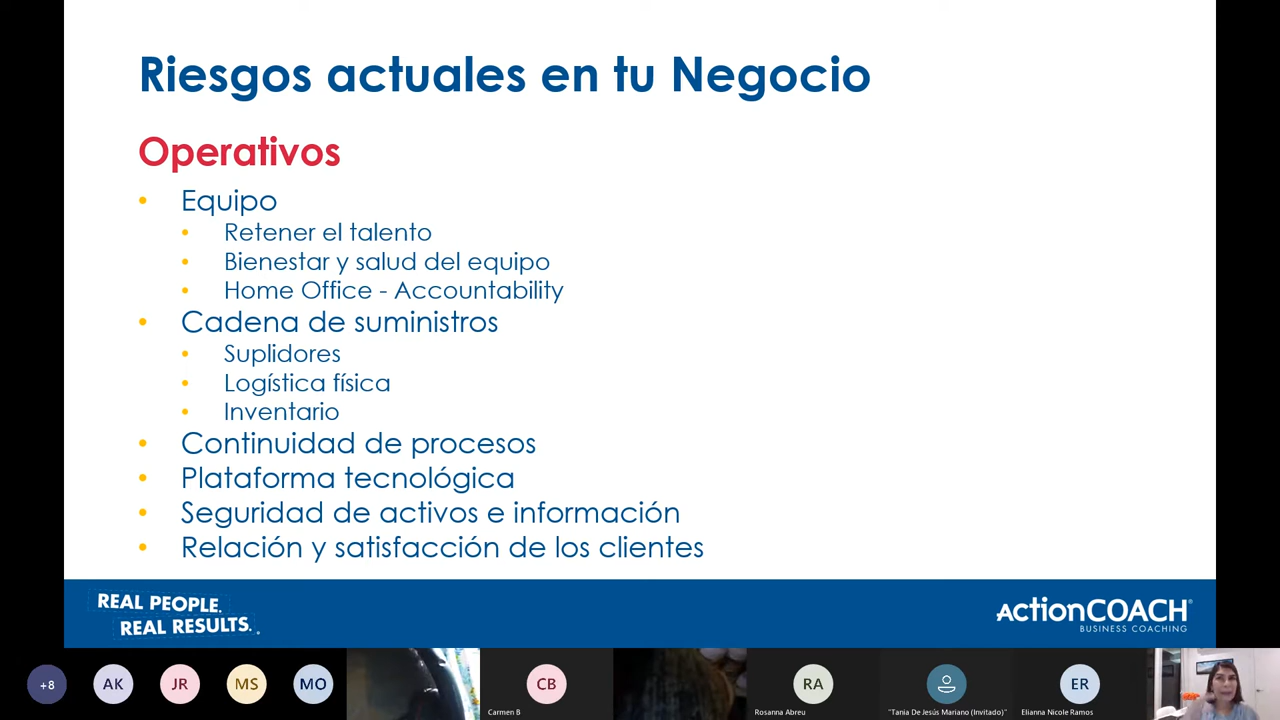 Riesgos actuales en tu Negocio
Operativos
• Equipo
• Retener el talento
• Bienestar y salud del equipo
• Home Office - Accountability
• Cadena de suministros
• Suplidores
• Logística física
• Inventario
• Continuidad de procesos
• Plataforma tecnológica
• Seguridad de activos e información
• Relación y satisfacción de los clientes
REAL PEOPLE.
REAL RESULTS.
ActionCOACH®
BUSINESS COACHING
+8
AK
JR
MS
MO
CB
Carmen B
RA
Rosanna Abreu
"Tania De Jesús Mariano (Invitado)"
ER
Elianna Nicole Ramos